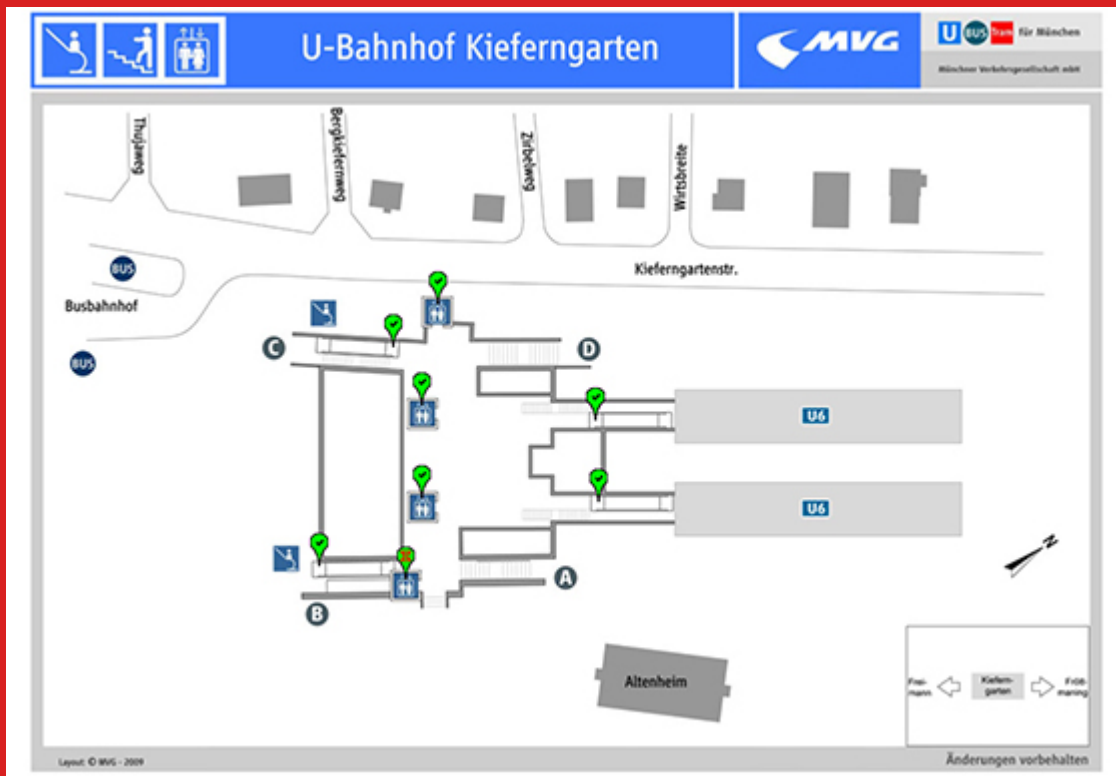 U-Bahnhof Kieferngarten
MVG
U BUS Tram für München
Münchner Verkehrsgesellschaft mbH
Thujaweg
Bergkiefernweg
Zirbelweg
Wirtsbreite
BUS
Kieferngartenstr.
Busbahnhof
BUS
C
D
U6
U6
A
B
N
Altenheim
Frei-
mann
Kiefern-
garten
Frött-
maning
Layout: © MVG - 2009
Änderungen vorbehalten